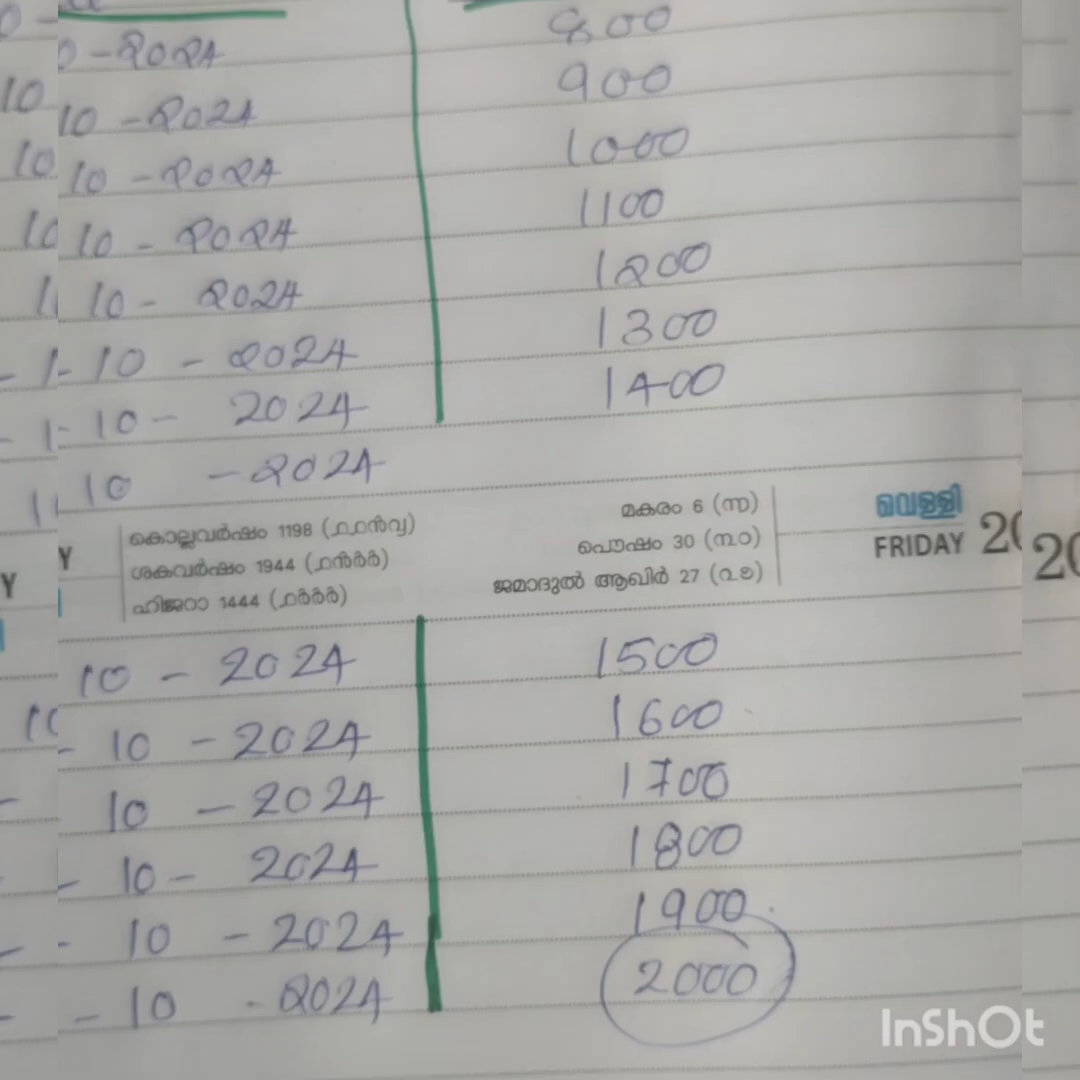 0 - 2024 800
10 - 2024 900
10 - 2024 1000
10 - 2024 1100
10 - 2024 1200
10 - 2024 1300
10 - 2024 1400
10 - 2024
Y കൊല്ലവർഷം 1198 മകരം 6 വെള്ളി
ശകവർഷം 1944 പൌഷം 30 FRIDAY 20
ഹിജറാ 1444 ജമാദുൽ ആഖിർ 27
10 - 2024 1500
- 10 - 2024 1600
10 - 2024 1700
- 10 - 2024 1800
- 10 - 2024 1900
- 10 - 2024 2000
InShOt